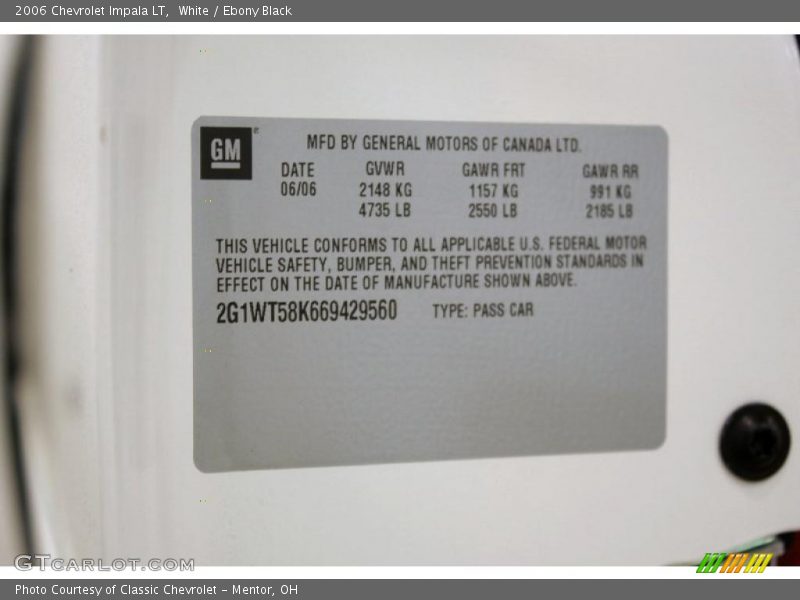 2006 Chevrolet Impala LT,  White / Ebony Black
GM
MFD BY GENERAL MOTORS OF CANADA LTD.
DATE GVWR GAWR FRT GAWR RR
06/06 2148 KG 1157 KG 991 KG
4735 LB 2550 LB 2185 LB
THIS VEHICLE CONFORMS TO ALL APPLICABLE U.S. FEDERAL MOTOR
VEHICLE SAFETY, BUMPER, AND THEFT PREVENTION STANDARDS IN
EFFECT ON THE DATE OF MANUFACTURE SHOWN ABOVE.
2G1WT58K669429560 TYPE: PASS CAR
GTCARLOT.COM
Photo Courtesy of Classic Chevrolet - Mentor, OH